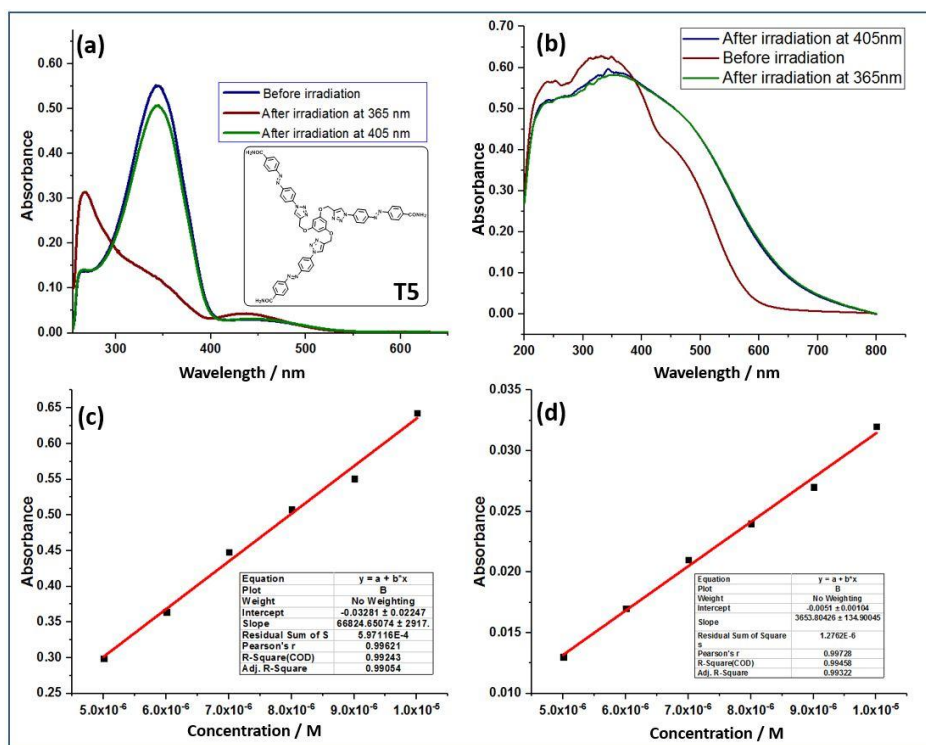 (a)
Before irradiation
After irradiation at 365 nm
After irradiation at 405 nm
H₂NOC
N=N
N-N
N
O
CONH₂
H₂NOC
T5
Absorbance
0.60
0.50
0.40
0.30
0.20
0.10
0.00
300
400
500
600
Wavelength / nm
(b)
After irradiation at 405nm
Before irradiation
After irradiation at 365nm
Absorbance
0.70
0.60
0.50
0.40
0.30
0.20
0.10
0.00
200
300
400
500
600
700
800
Wavelength / nm
(c)
Absorbance
0.65
0.60
0.55
0.50
0.45
0.40
0.35
0.30
0.25
Equation y = a + b*x
Plot B
Weight No Weighting
Intercept -0.03281 ± 0.02247
Slope 66824.65074 ± 2917.
Residual Sum of S 5.97116E-4
Pearson's r 0.99621
R-Square(COD) 0.99243
Adj. R-Square 0.99054
5.0x10⁻⁶ 6.0x10⁻⁶ 7.0x10⁻⁶ 8.0x10⁻⁶ 9.0x10⁻⁶ 1.0x10⁻⁵
Concentration / M
(d)
Absorbance
0.035
0.030
0.025
0.020
0.015
0.010
Equation y = a + b*x
Plot B
Weight No Weighting
Intercept -0.0051 ± 0.00104
Slope 3653.80426 ± 134.90045
Residual Sum of Square
s 1.2762E-6
Pearson's r 0.99728
R-Square(COD) 0.99458
Adj. R-Square 0.99322
5.0x10⁻⁶ 6.0x10⁻⁶ 7.0x10⁻⁶ 8.0x10⁻⁶ 9.0x10⁻⁶ 1.0x10⁻⁵
Concentration / M